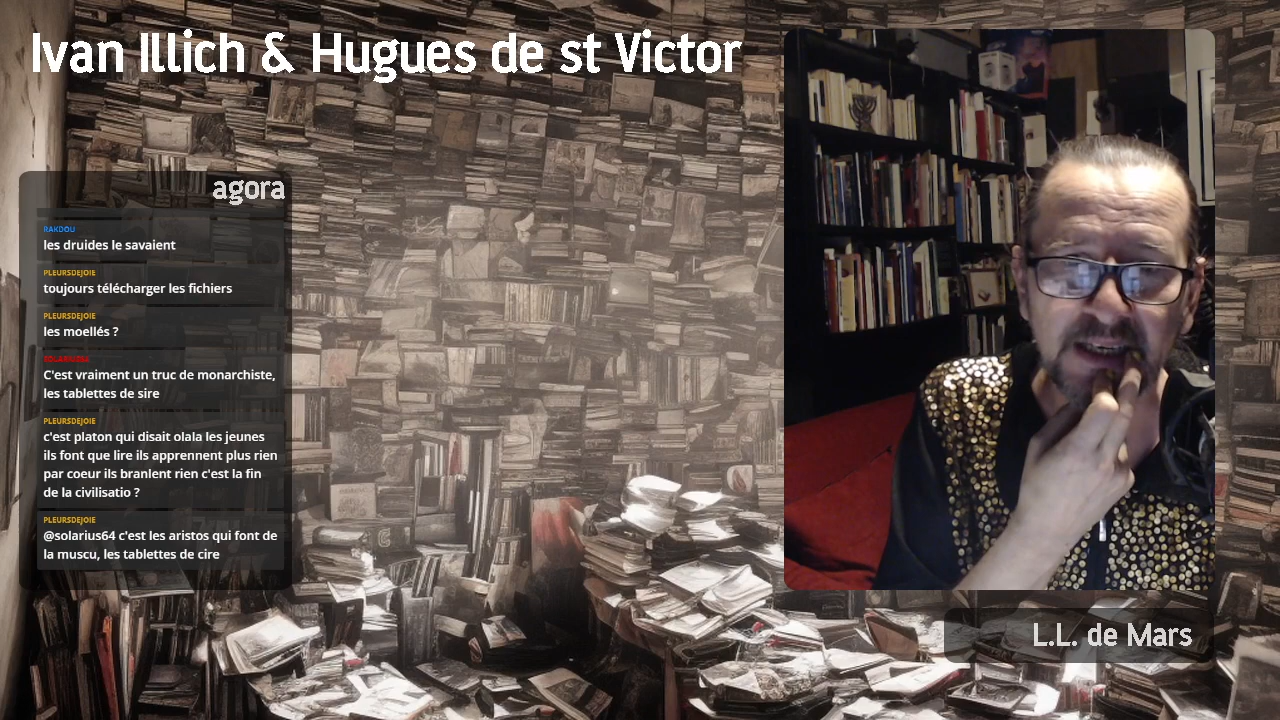 Ivan Illich & Hugues de st Victor
agora
RAKDOU
les druides le savaient
PLEURSDEJOIE
toujours télécharger les fichiers
PLEURSDEJOIE
les moellés ?
C'est vraiment un truc de monarchiste,
les tablettes de sire
PLEURSDEJOIE
c'est platon qui disait olala les jeunes
ils font que lire ils apprennent plus rien
par coeur ils branlent rien c'est la fin
de la civilisatio ?
PLEURSDEJOIE
@solarius64 c'est les aristos qui font de
la muscu, les tablettes de cire
L.L. de Mars